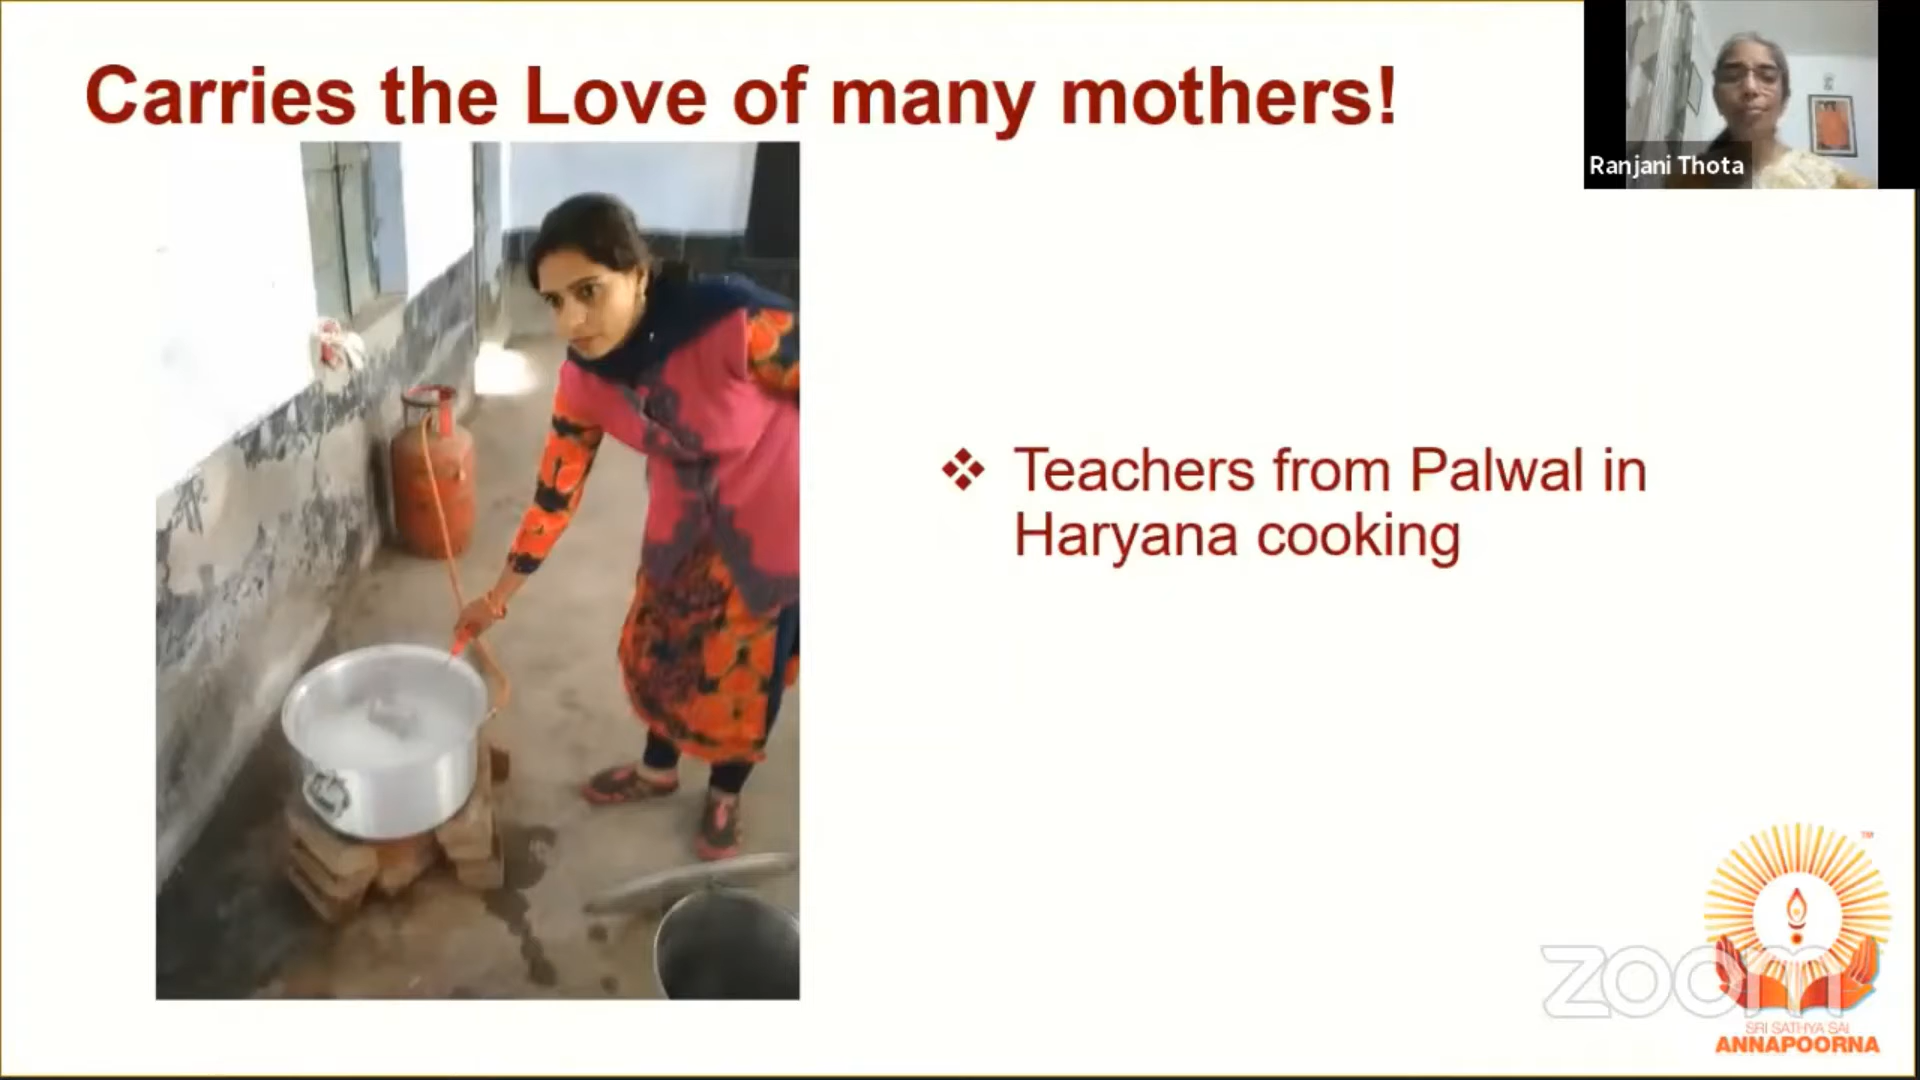 Carries the Love of many mothers!
Ranjani Thota
❖ Teachers from Palwal in
Haryana cooking
zoom
TM
SRI SATHYA SAI
ANNAPOORNA